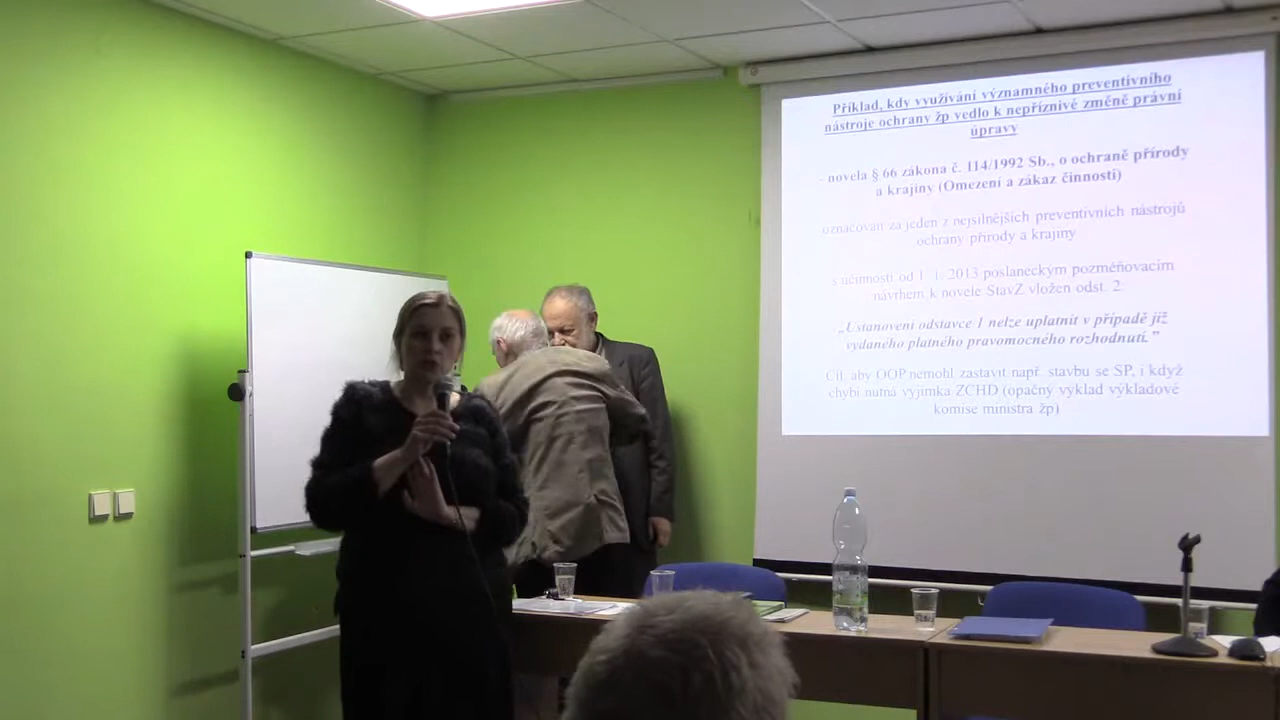 Příklad, kdy využívání významného preventivního
nástroje ochrany žp vedlo k nepříznivé změně právní
úpravy
- novela § 66 zákona č. 114/1992 Sb., o ochraně přírody
a krajiny (Omezení a zákaz činnosti)
označován za jeden z nejsilnějších preventivních nástrojů
ochrany přírody a krajiny
s účinností od 1. 1. 2013 poslaneckým pozměňovacím
návrhem k novele StavZ vložen odst. 2:
„Ustanovení odstavce 1 nelze uplatnit v případě již
vydaného platného pravomocného rozhodnutí."
Cíl: aby OOP nemohl zastavit např. stavbu se SP, i když
chybí nutná výjimka ZCHD (opačný výklad výkladové
komise ministra žp)